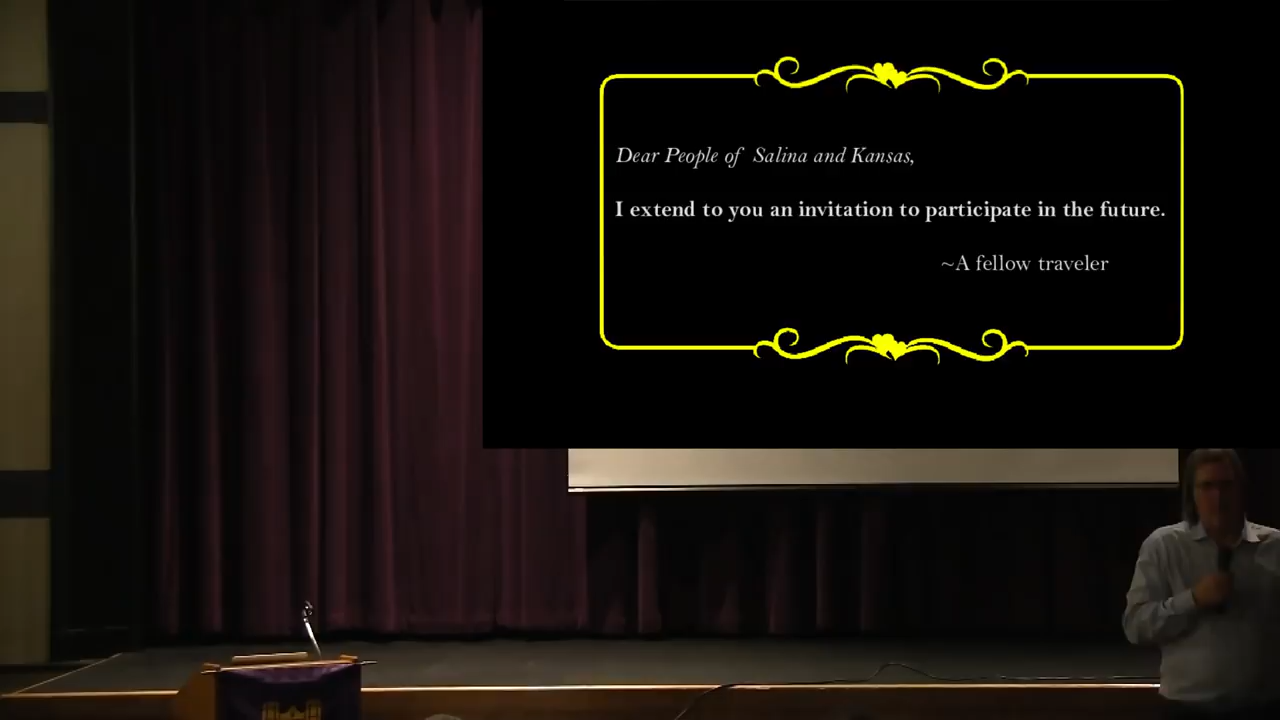 Dear People of Salina and Kansas,
I extend to you an invitation to participate in the future.
~A fellow traveler